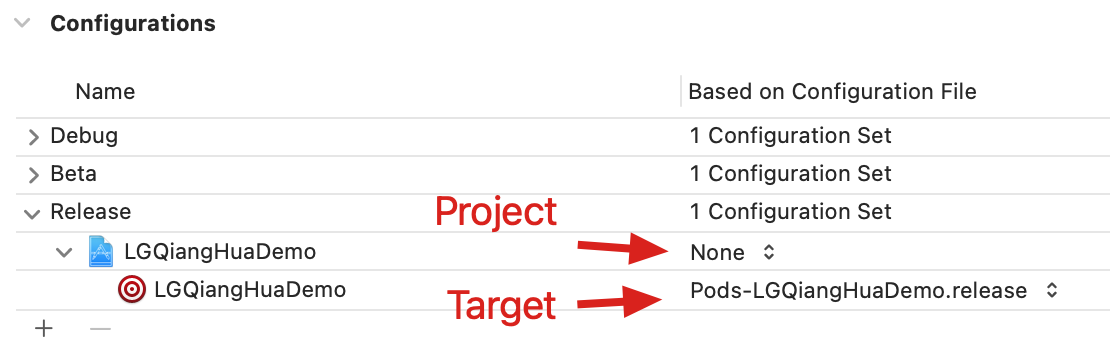 Configurations
Name Based on Configuration File
Debug 1 Configuration Set
Beta 1 Configuration Set
Release 1 Configuration Set
Project
LGQiangHuaDemo None
LGQiangHuaDemo Pods-LGQiangHuaDemo.release
Target